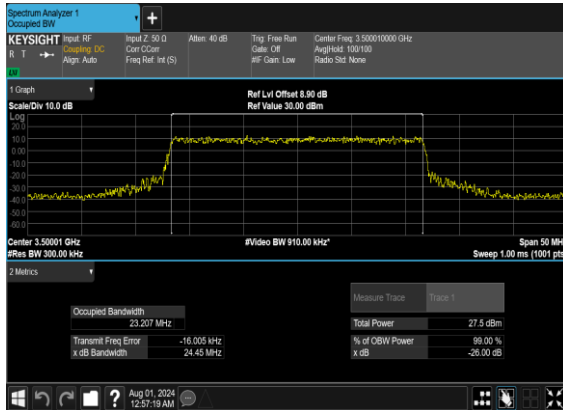 Spectrum Analyzer 1
Occupied BW
+
KEYSIGHT Input: RF Input Z: 50 Ω Atten: 40 dB Trig: Free Run Center Freq: 3.500010000 GHz
R T Coupling: DC Corr CCorr Gate: Off Avg|Hold: 100/100
Align: Auto Freq Ref: Int (S) #IF Gain: Low Radio Std: None
LXI
1 Graph
Ref Lvl Offset 8.90 dB
Scale/Div 10.0 dB Ref Value 30.00 dBm
Log
20.0
10.0
0.00
-10.0
-20.0
-30.0
-40.0
-50.0
-60.0
Center 3.50001 GHz #Video BW 910.00 kHz* Span 50 MH
#Res BW 300.00 kHz Sweep 1.00 ms (1001 pts
2 Metrics
Measure Trace Trace 1
Occupied Bandwidth
23.207 MHz Total Power 27.5 dBm
Transmit Freq Error -16.005 kHz % of OBW Power 99.00 %
x dB Bandwidth 24.45 MHz x dB -26.00 dB
? Aug 01, 2024
12:57:19 AM